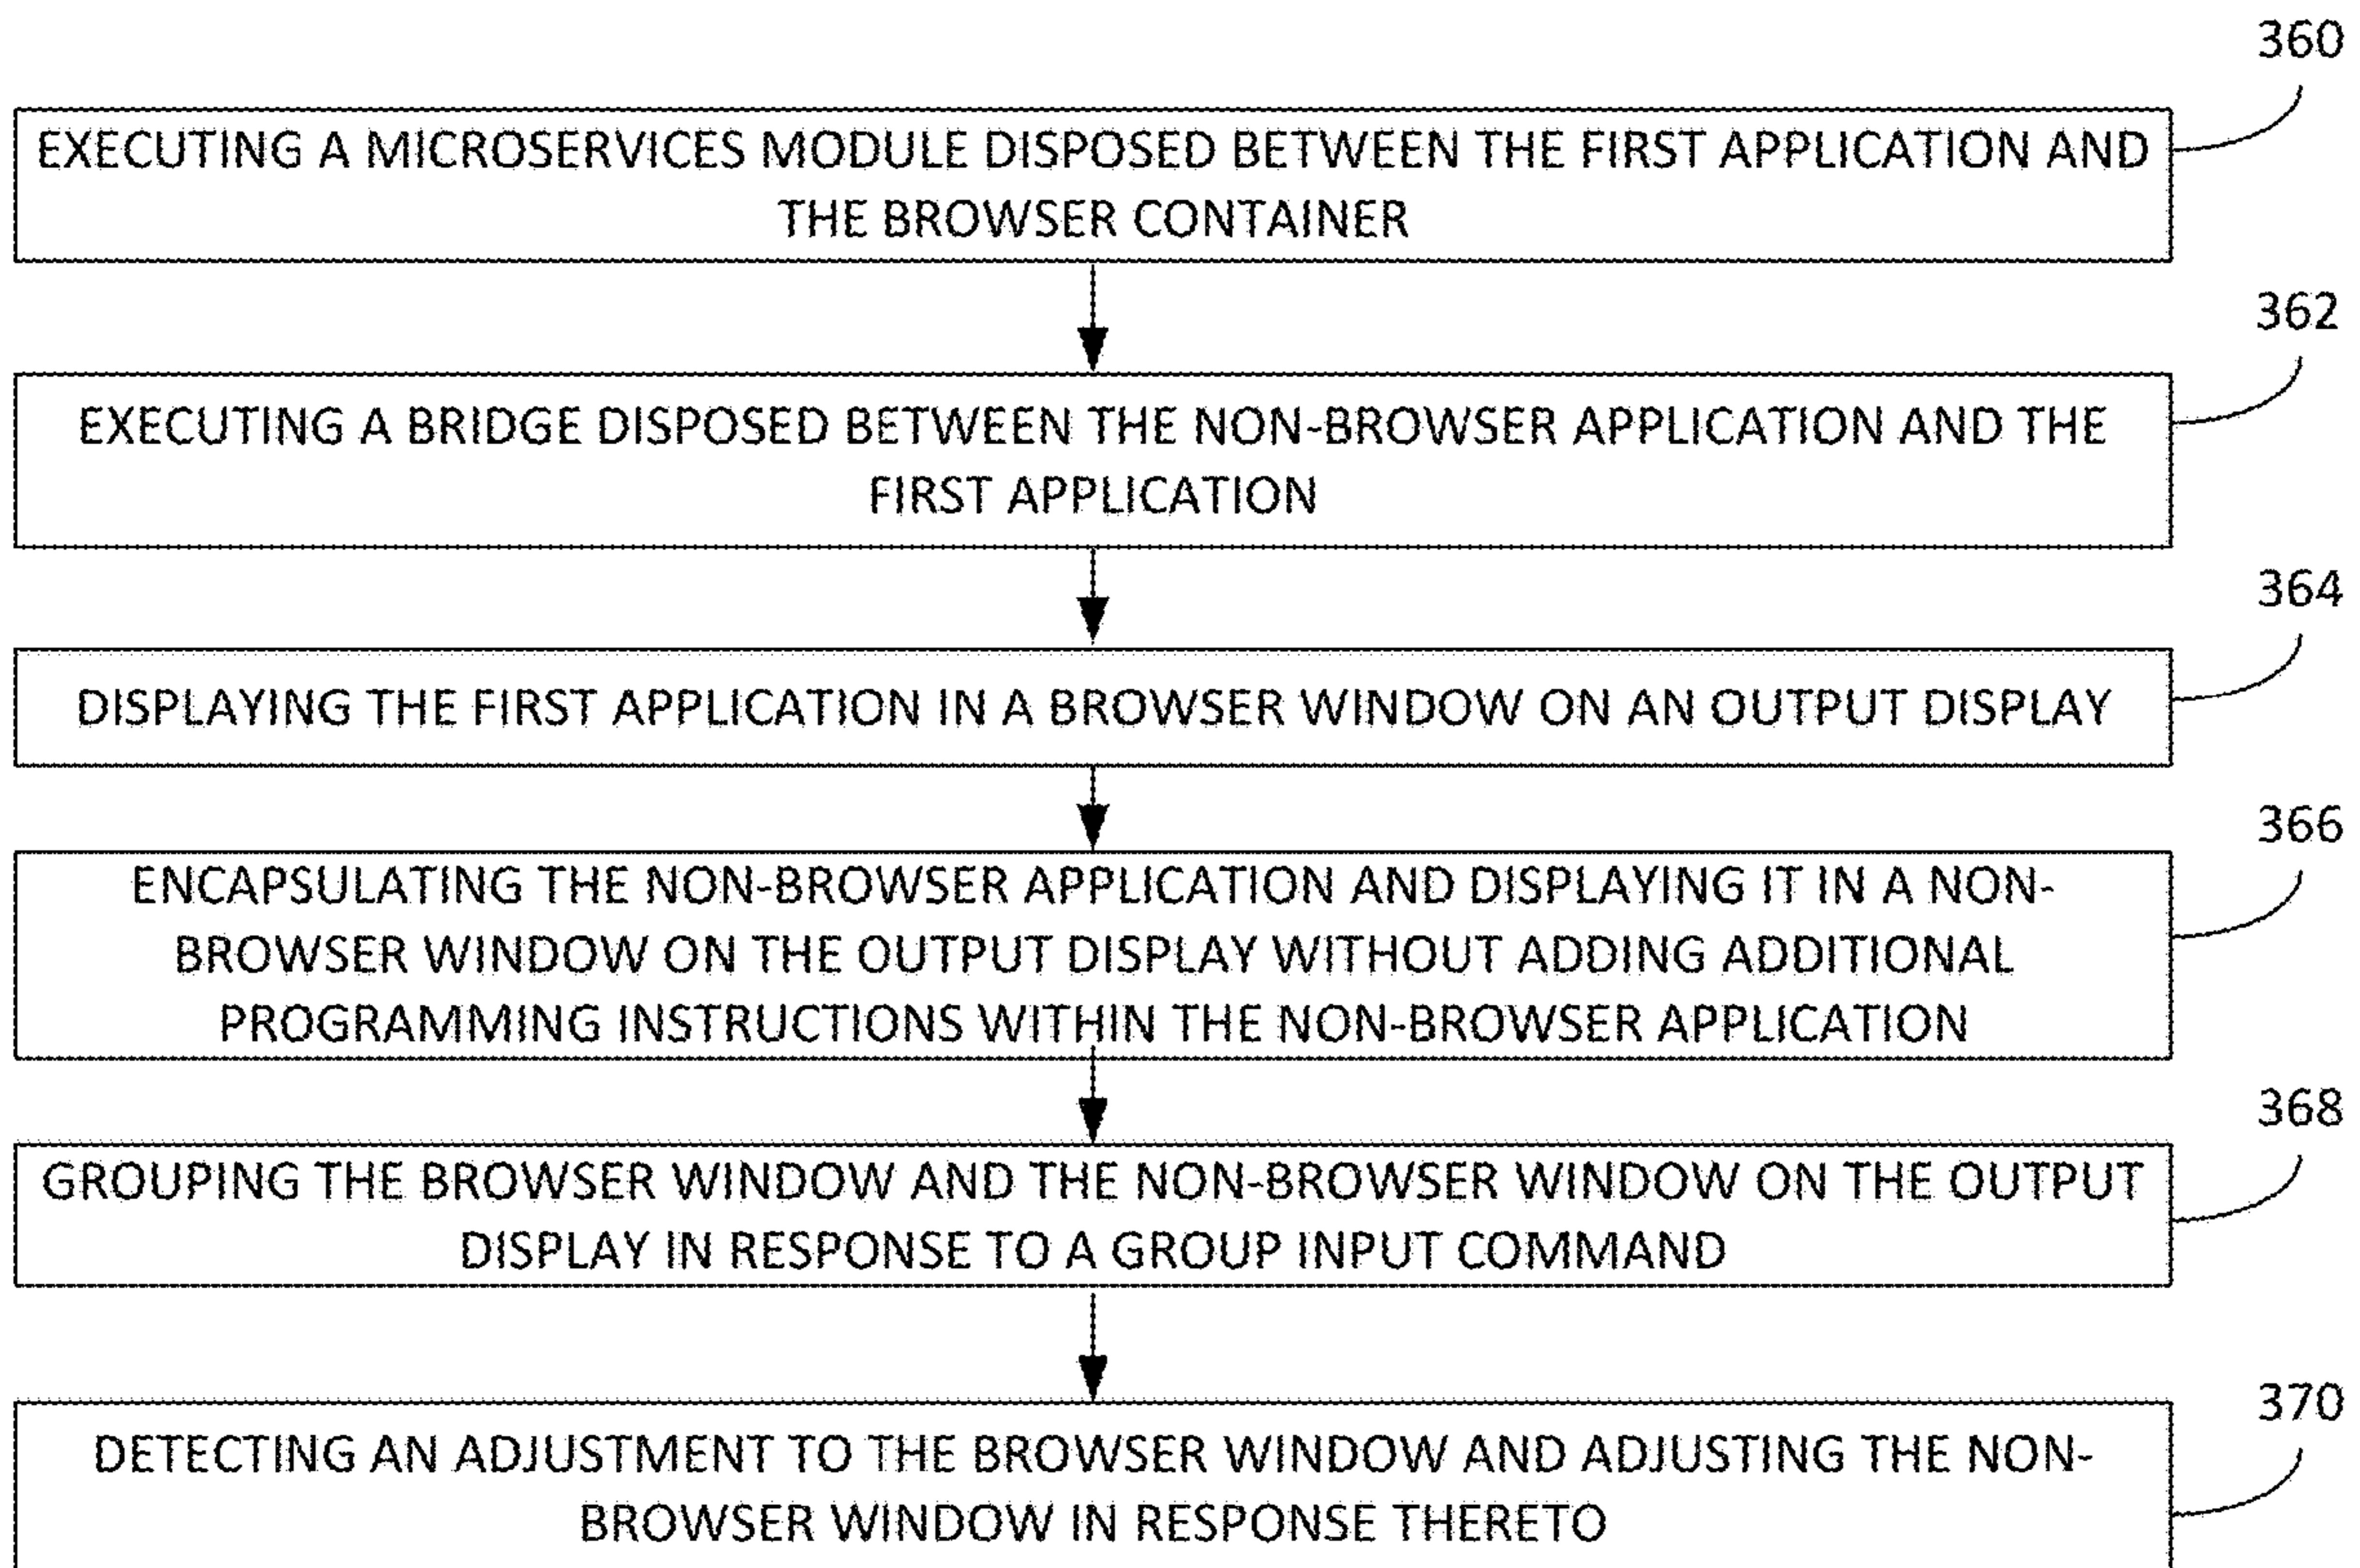 360
EXECUTING A MICROSERVICES MODULE DISPOSED BETWEEN THE FIRST APPLICATION AND
THE BROWSER CONTAINER
362
EXECUTING A BRIDGE DISPOSED BETWEEN THE NON-BROWSER APPLICATION AND THE
FIRST APPLICATION
364
DISPLAYING THE FIRST APPLICATION IN A BROWSER WINDOW ON AN OUTPUT DISPLAY
366
ENCAPSULATING THE NON-BROWSER APPLICATION AND DISPLAYING IT IN A NON-
BROWSER WINDOW ON THE OUTPUT DISPLAY WITHOUT ADDING ADDITIONAL
PROGRAMMING INSTRUCTIONS WITHIN THE NON-BROWSER APPLICATION
368
GROUPING THE BROWSER WINDOW AND THE NON-BROWSER WINDOW ON THE OUTPUT
DISPLAY IN RESPONSE TO A GROUP INPUT COMMAND
370
DETECTING AN ADJUSTMENT TO THE BROWSER WINDOW AND ADJUSTING THE NON-
BROWSER WINDOW IN RESPONSE THERETO